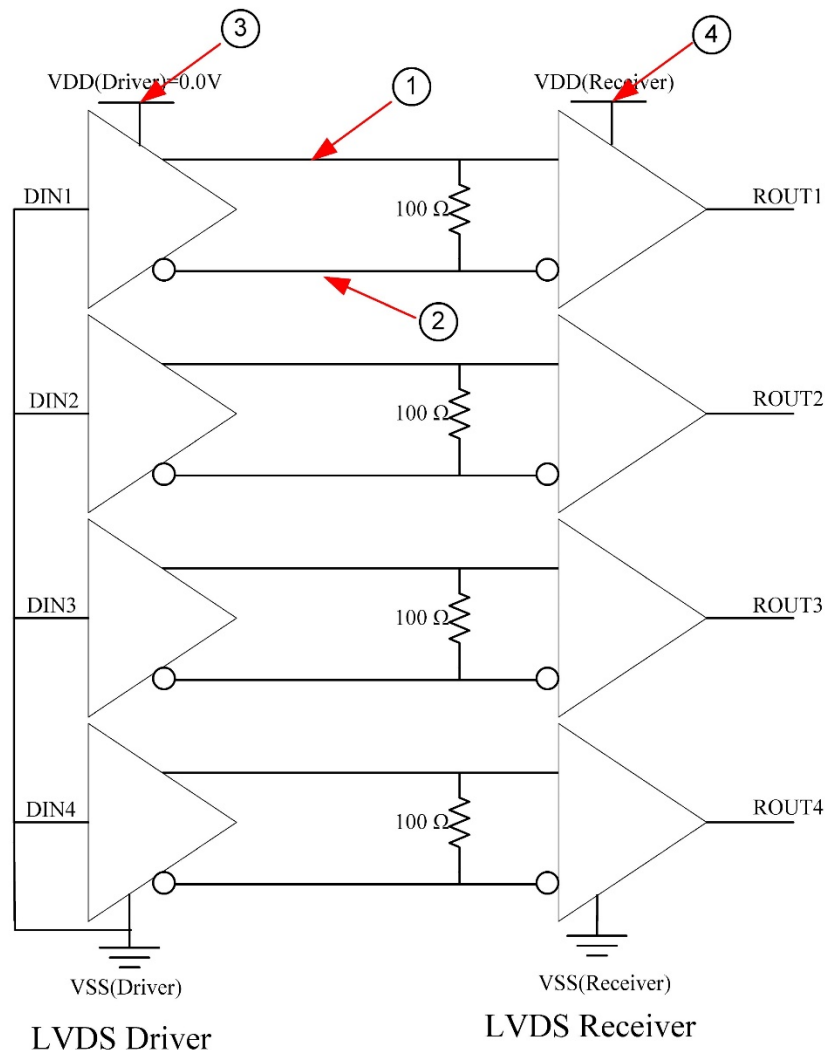 3
4
VDD(Driver)=0.0V
VDD(Receiver)
1
DIN1
100 Ω
ROUT1
2
DIN2
100 Ω
ROUT2
DIN3
100 Ω
ROUT3
DIN4
100 Ω
ROUT4
VSS(Driver)
VSS(Receiver)
LVDS Driver
LVDS Receiver